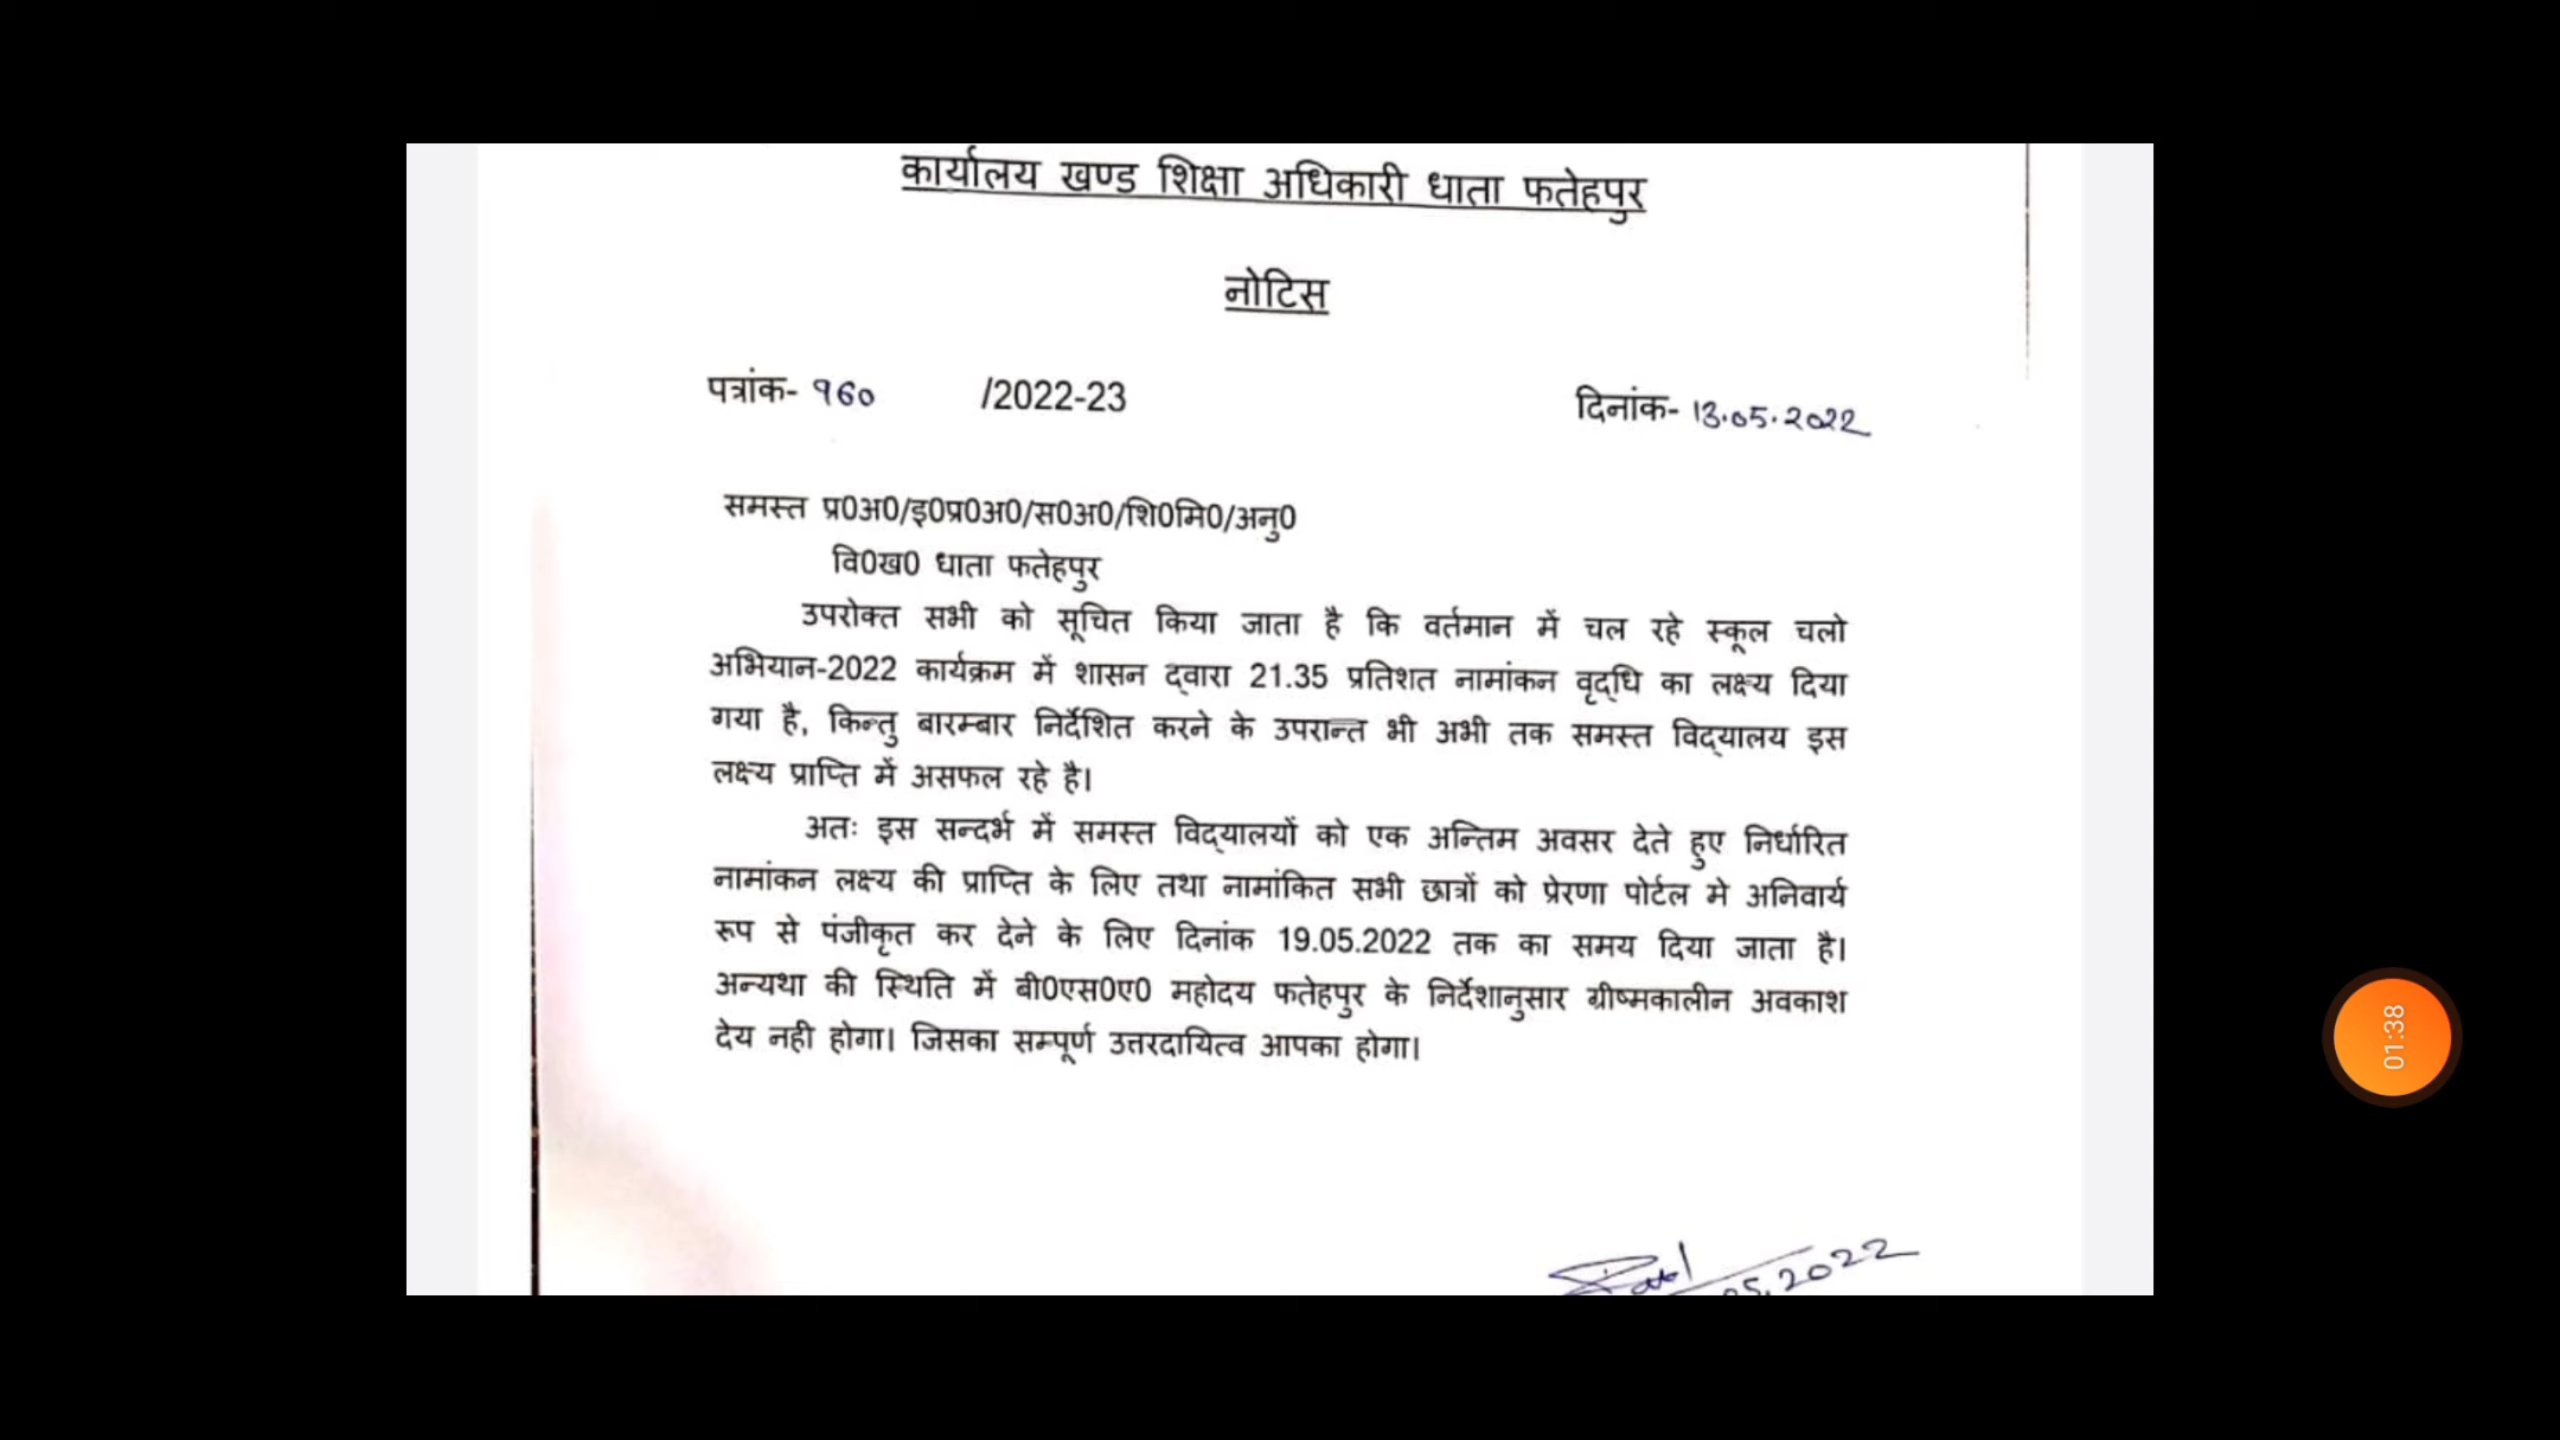 कार्यालय खण्ड शिक्षा अधिकारी धाता फतेहपुर
नोटिस
पत्रांक- १60 /2022-23 दिनांक- 13.05.2022
समस्त प्र0अ0/इ0प्र0अ0/स0अ0/शि0मि0/अनु0
वि0ख0 धाता फतेहपुर
उपरोक्त सभी को सूचित किया जाता है कि वर्तमान में चल रहे स्कूल चलो
अभियान-2022 कार्यक्रम में शासन द्वारा 21.35 प्रतिशत नामांकन वृद्धि का लक्ष्य दिया
गया है, किन्तु बारम्बार निर्देशित करने के उपरान्त भी अभी तक समस्त विद्यालय इस
लक्ष्य प्राप्ति में असफल रहे है।
अतः इस सन्दर्भ में समस्त विद्यालयों को एक अन्तिम अवसर देते हुए निर्धारित
नामांकन लक्ष्य की प्राप्ति के लिए तथा नामांकित सभी छात्रों को प्रेरणा पोर्टल मे अनिवार्य
रूप से पंजीकृत कर देने के लिए दिनांक 19.05.2022 तक का समय दिया जाता है।
अन्यथा की स्थिति में बी0एस0ए0 महोदय फतेहपुर के निर्देशानुसार ग्रीष्मकालीन अवकाश
देय नही होगा। जिसका सम्पूर्ण उत्तरदायित्व आपका होगा।
05.2022
01:38